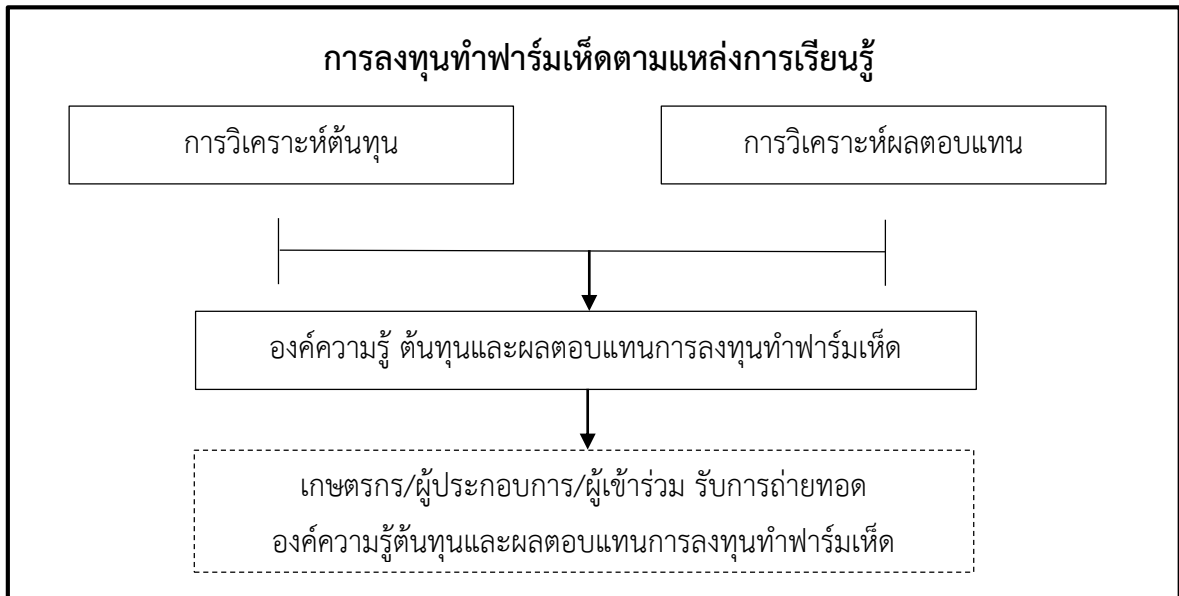 การลงทุนทำฟาร์มเห็ดตามแหล่งการเรียนรู้
การวิเคราะห์ต้นทุน
การวิเคราะห์ผลตอบแทน
องค์ความรู้ ต้นทุนและผลตอบแทนการลงทุนทำฟาร์มเห็ด
เกษตรกร/ผู้ประกอบการ/ผู้เข้าร่วม รับการถ่ายทอด
องค์ความรู้ต้นทุนและผลตอบแทนการลงทุนทำฟาร์มเห็ด